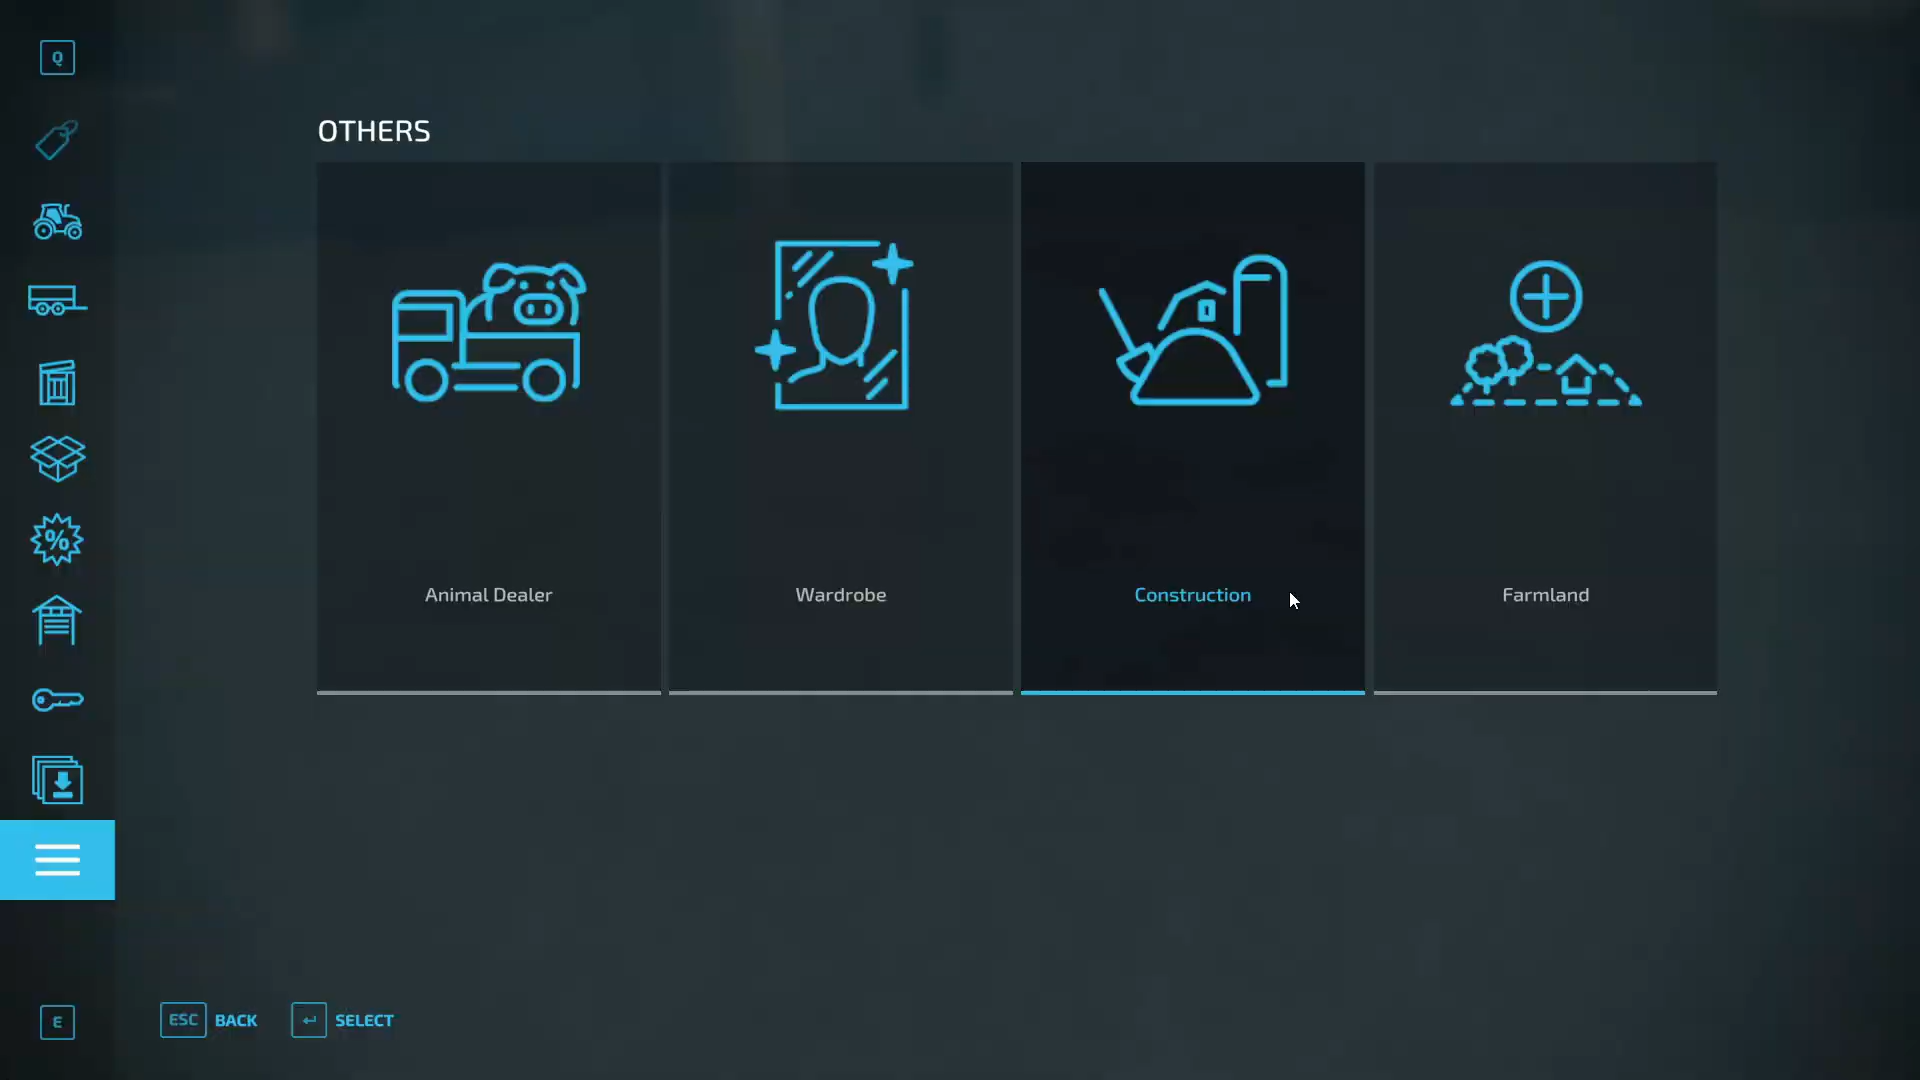 Q
OTHERS
%
Animal Dealer
Wardrobe
Construction
Farmland
E
ESC BACK ↵ SELECT